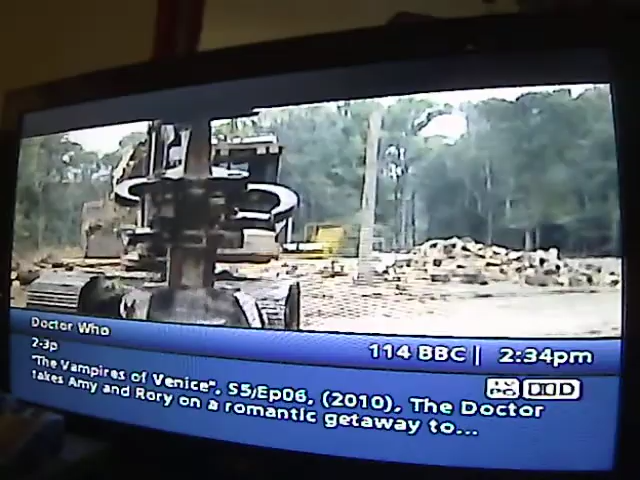 Doctor Who
114 BBC | 2:34pm
2-3p
"The Vampires of Venice", S5/Ep06, (2010), The Doctor
takes Amy and Rory on a romantic getaway to...